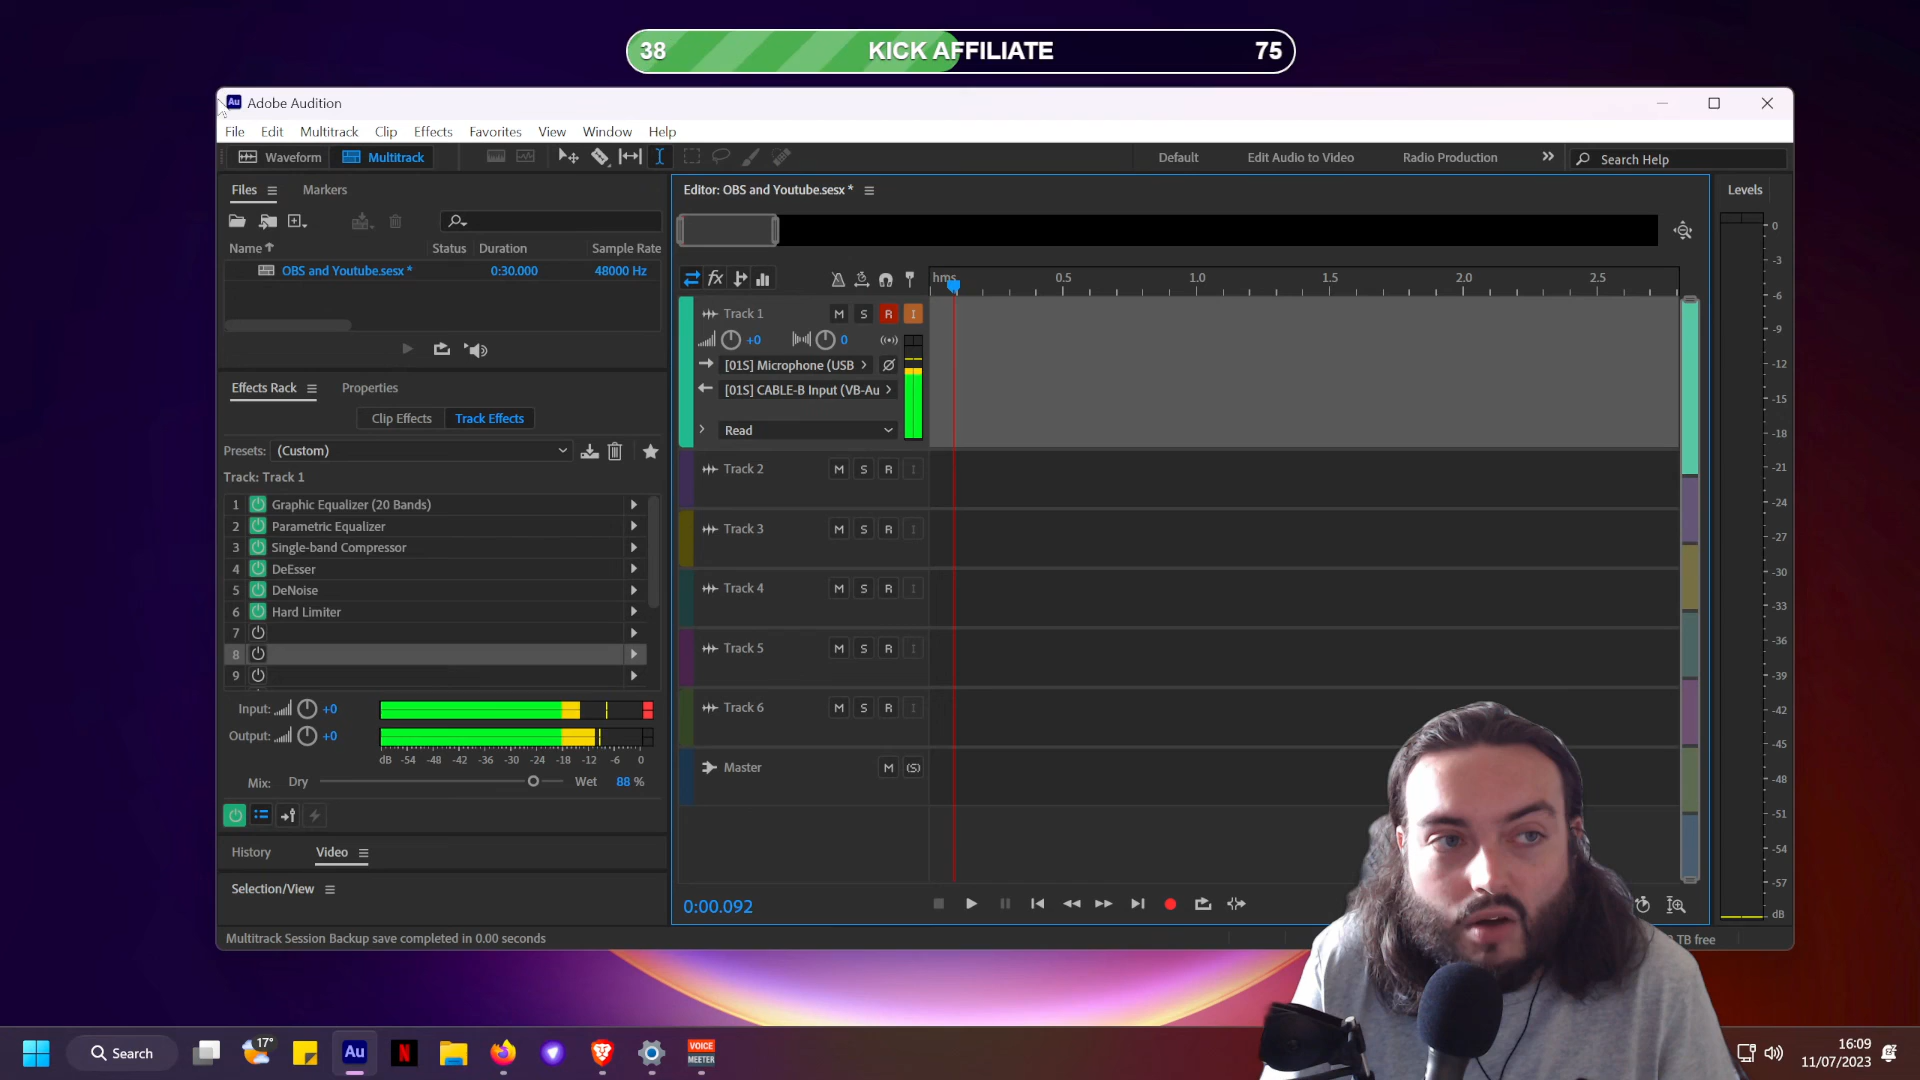 38 KICK AFFILIATE 75
Au Adobe Audition
File Edit Multitrack Clip Effects Favorites View Window Help
Waveform Multitrack Default Edit Audio to Video Radio Production Search Help
Files Markers
Editor: OBS and Youtube.sesx *
Levels
Name Status Duration Sample Rate
OBS and Youtube.sesx * 0:30.000 48000 Hz
hms 0.5 1.0 1.5 2.0 2.5
Track 1 M S R I
+0 0
[01S] Microphone (USB
[01S] CABLE-B Input (VB-Au
Read
Track 2 M S R I
Track 3 M S R I
Track 4 M S R I
Track 5 M S R I
Track 6 M S R I
Master M (S)
0:00.092
Effects Rack Properties
Clip Effects Track Effects
Presets: (Custom)
Track: Track 1
1 Graphic Equalizer (20 Bands)
2 Parametric Equalizer
3 Single-band Compressor
4 DeEsser
5 DeNoise
6 Hard Limiter
7
8
9
Input: +0
Output: +0
dB -54 -48 -42 -36 -30 -24 -18 -12 -6 0
Mix: Dry Wet 88 %
History Video
Selection/View
0
-3
-6
-9
-12
-15
-18
-21
-24
-27
-30
-33
-36
-39
-42
-45
-48
-51
-54
-57
dB
Multitrack Session Backup save completed in 0.00 seconds
TB free
Search
17°
Au
N
VOICE
MEETER
16:09
11/07/2023